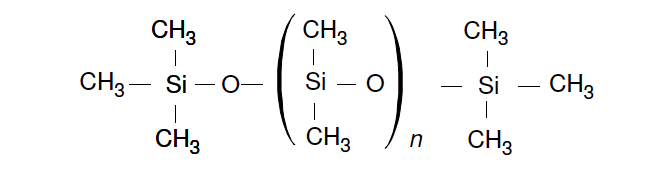 CH3 CH3 CH3
CH3— Si — O— ( Si — O )n — Si — CH3
CH3 CH3 CH3